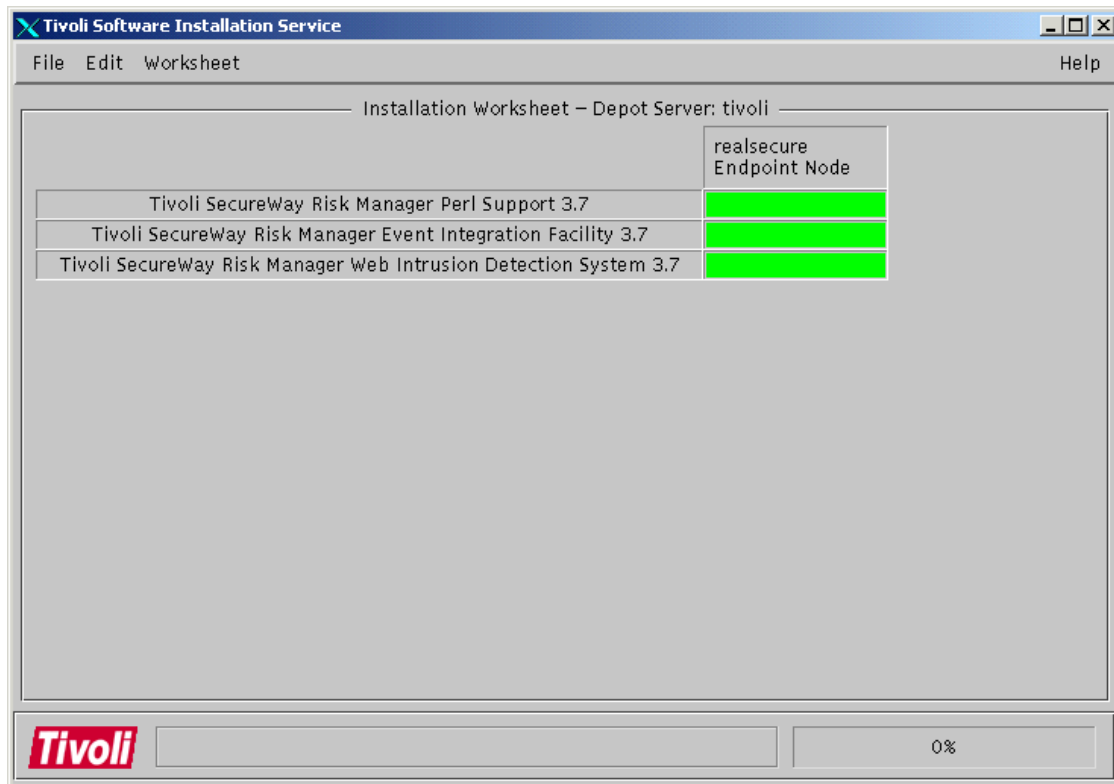 Tivoli Software Installation Service
File Edit Worksheet Help
Installation Worksheet – Depot Server: tivoli
realsecure
Endpoint Node
Tivoli SecureWay Risk Manager Perl Support 3.7
Tivoli SecureWay Risk Manager Event Integration Facility 3.7
Tivoli SecureWay Risk Manager Web Intrusion Detection System 3.7
Tivoli
0%